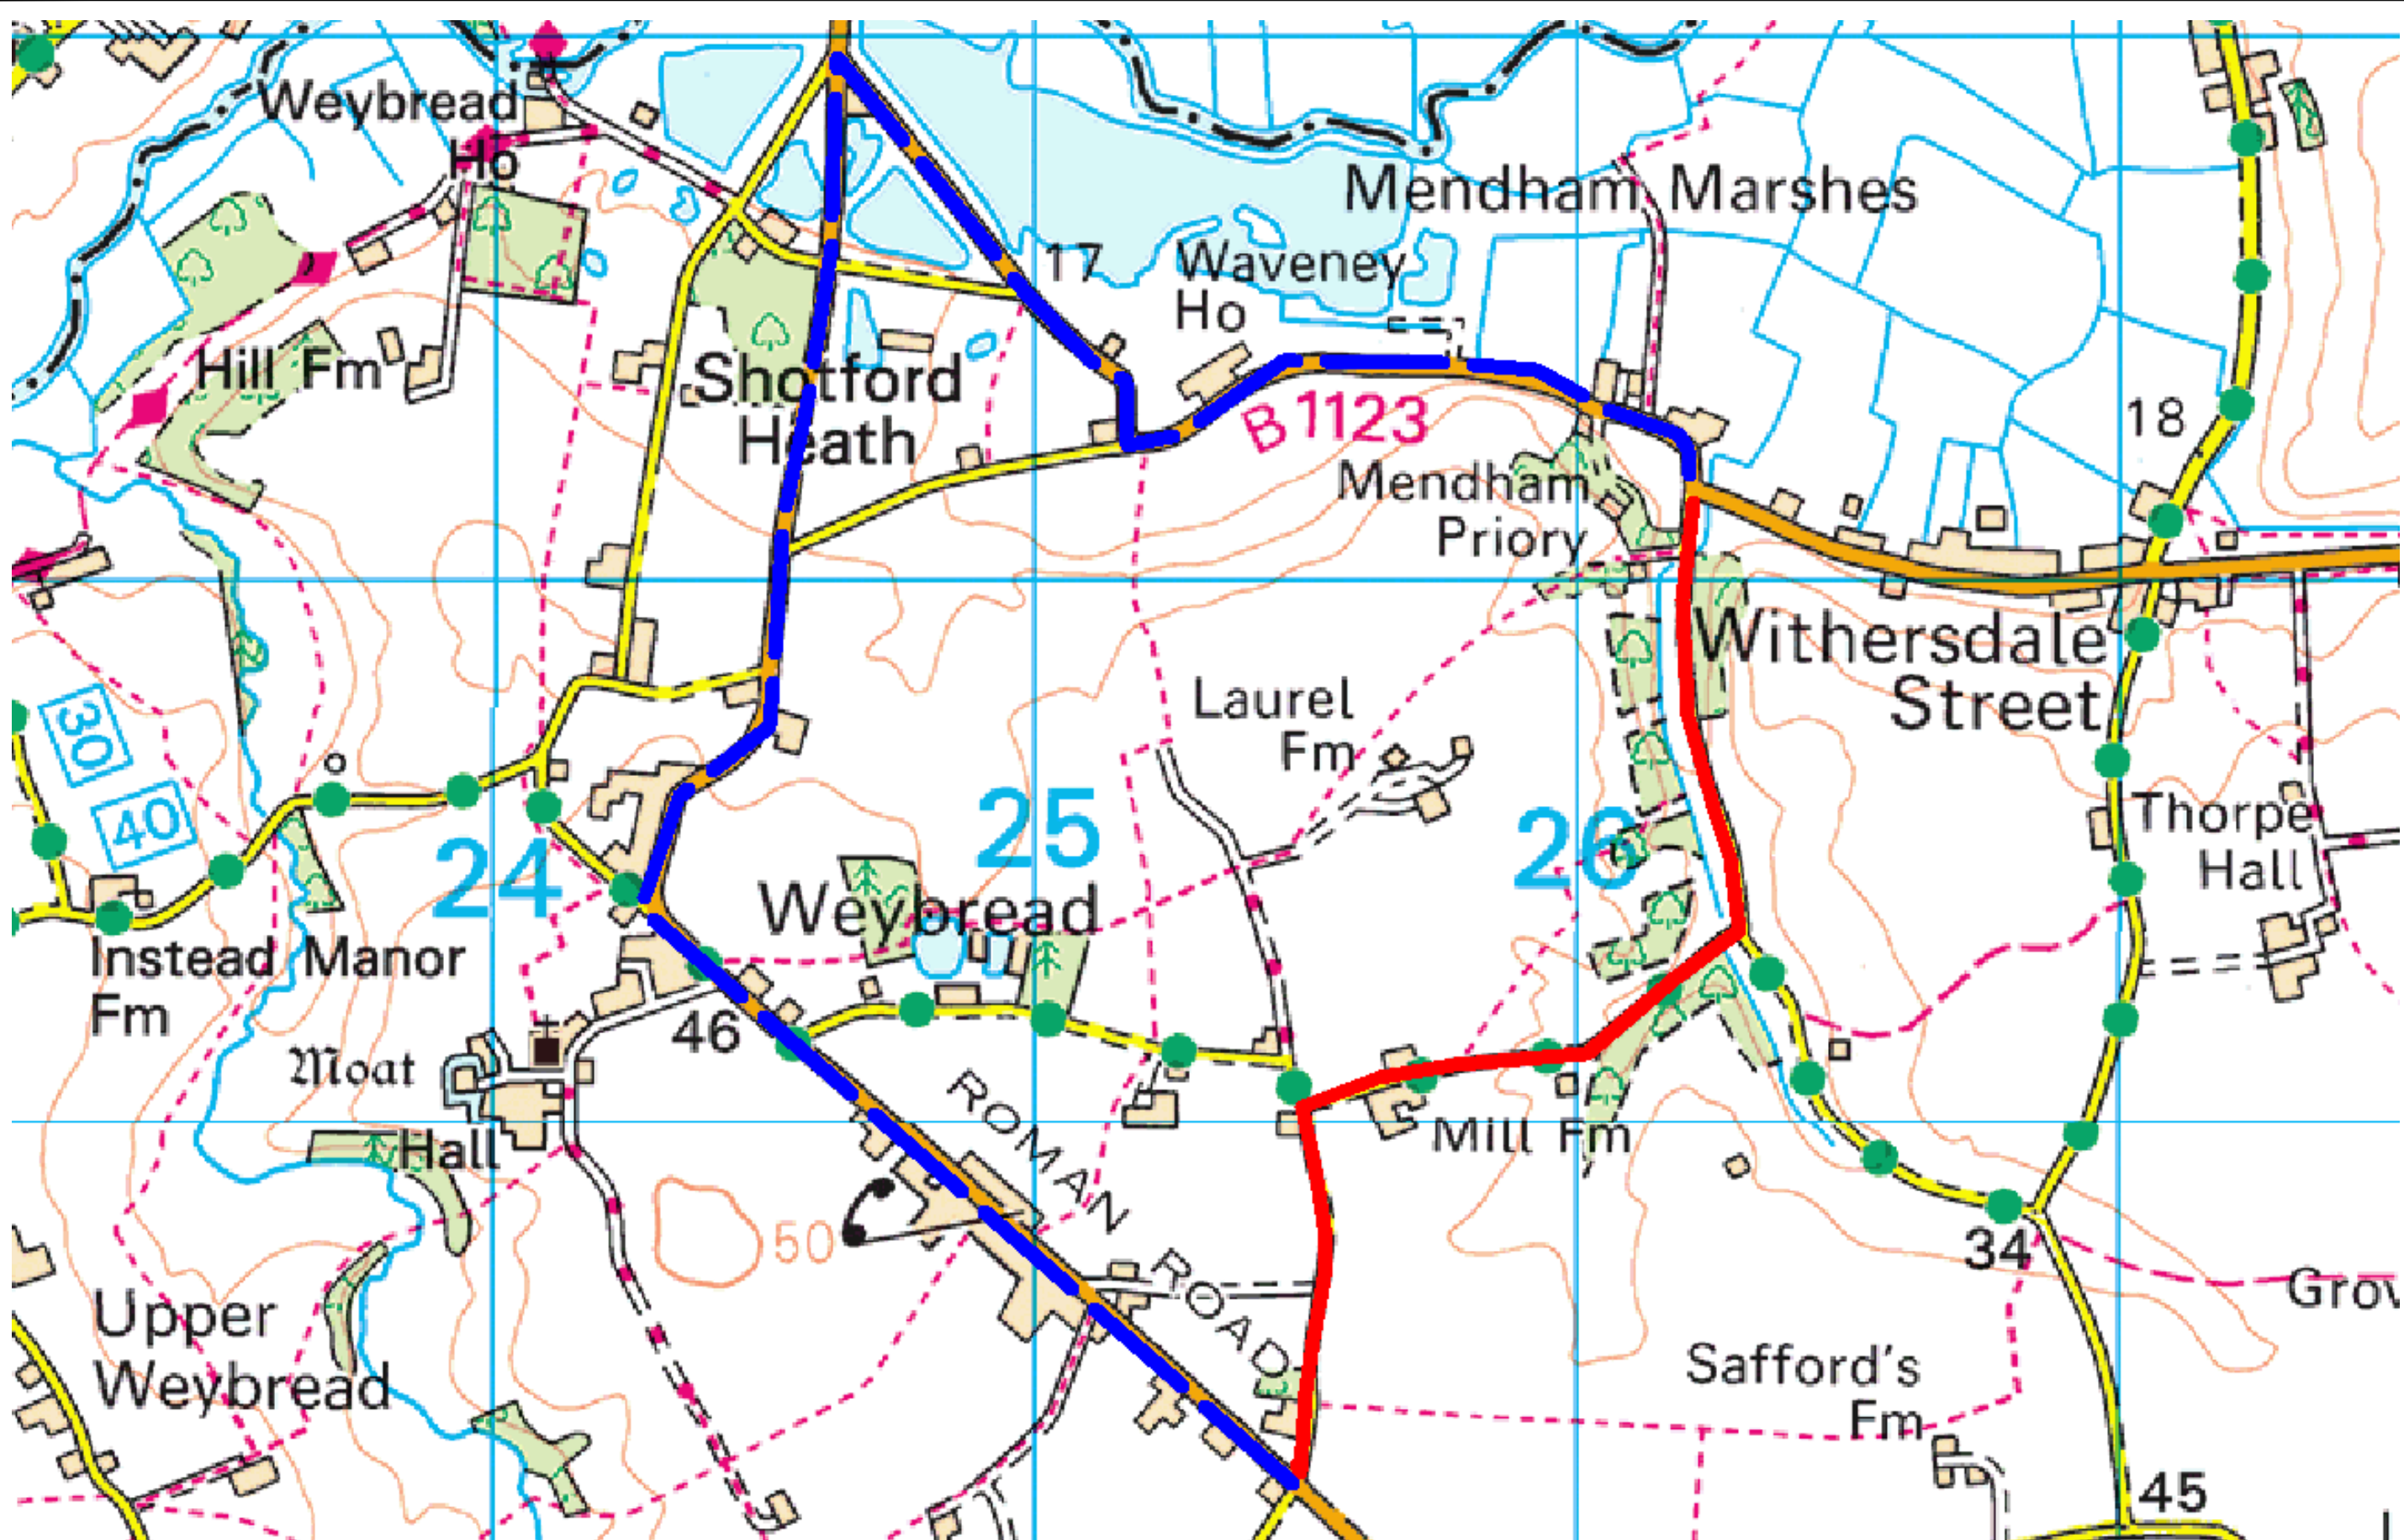 Weybread
Ho
Mendham Marshes
17
Waveney
Ho
Hill Fm
Shotford
Heath
B1123
18
Mendham
Priory
Withersdale
Street
Laurel
Fm
30
40
24
25
26
Thorpe
Hall
Weybread
Instead Manor
Fm
46
Moat
ROMAN ROAD
Mill Fm
Hall
50
34
Upper
Weybread
Safford's
Fm
45